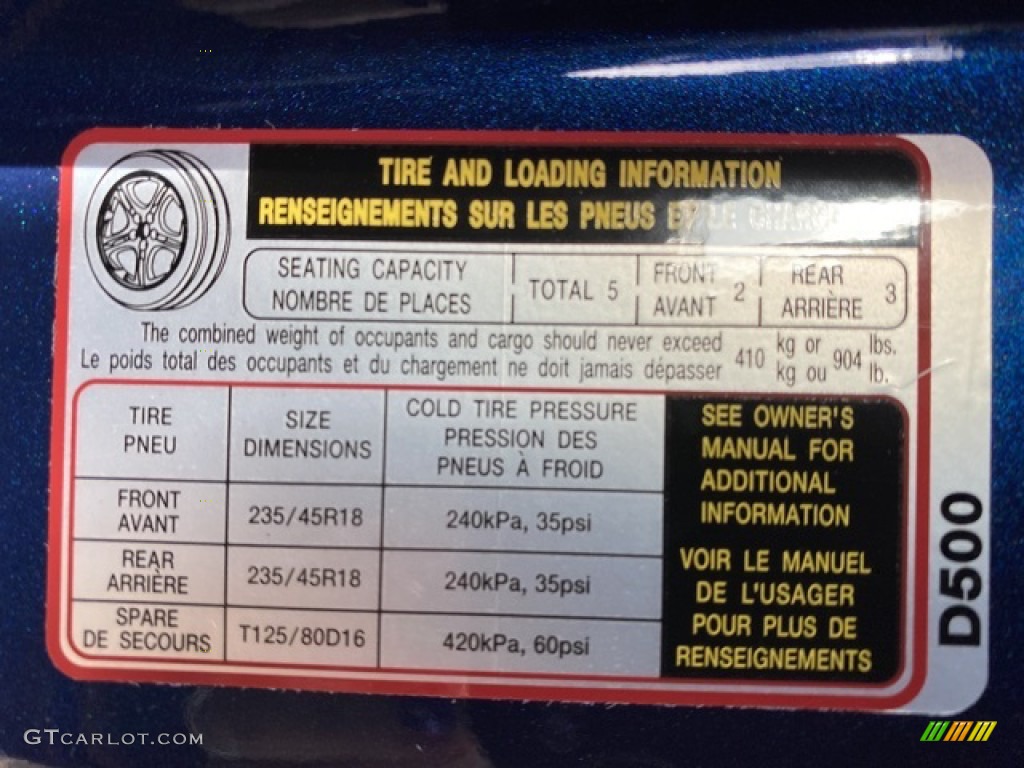 TIRE AND LOADING INFORMATION
RENSEIGNEMENTS SUR LES PNEUS ET DE CHARGE
SEATING CAPACITY
NOMBRE DE PLACES
TOTAL 5
FRONT
AVANT
2
REAR
ARRIÈRE
3
The combined weight of occupants and cargo should never exceed
Le poids total des occupants et du chargement ne doit jamais dépasser
410
kg or
kg ou
904
lbs.
lb.
TIRE
PNEU
SIZE
DIMENSIONS
COLD TIRE PRESSURE
PRESSION DES
PNEUS À FROID
FRONT
AVANT
235/45R18
240kPa, 35psi
REAR
ARRIÈRE
235/45R18
240kPa, 35psi
SPARE
DE SECOURS
T125/80D16
420kPa, 60psi
SEE OWNER'S
MANUAL FOR
ADDITIONAL
INFORMATION
VOIR LE MANUEL
DE L'USAGER
POUR PLUS DE
RENSEIGNEMENTS
D500
GTCARLOT.COM